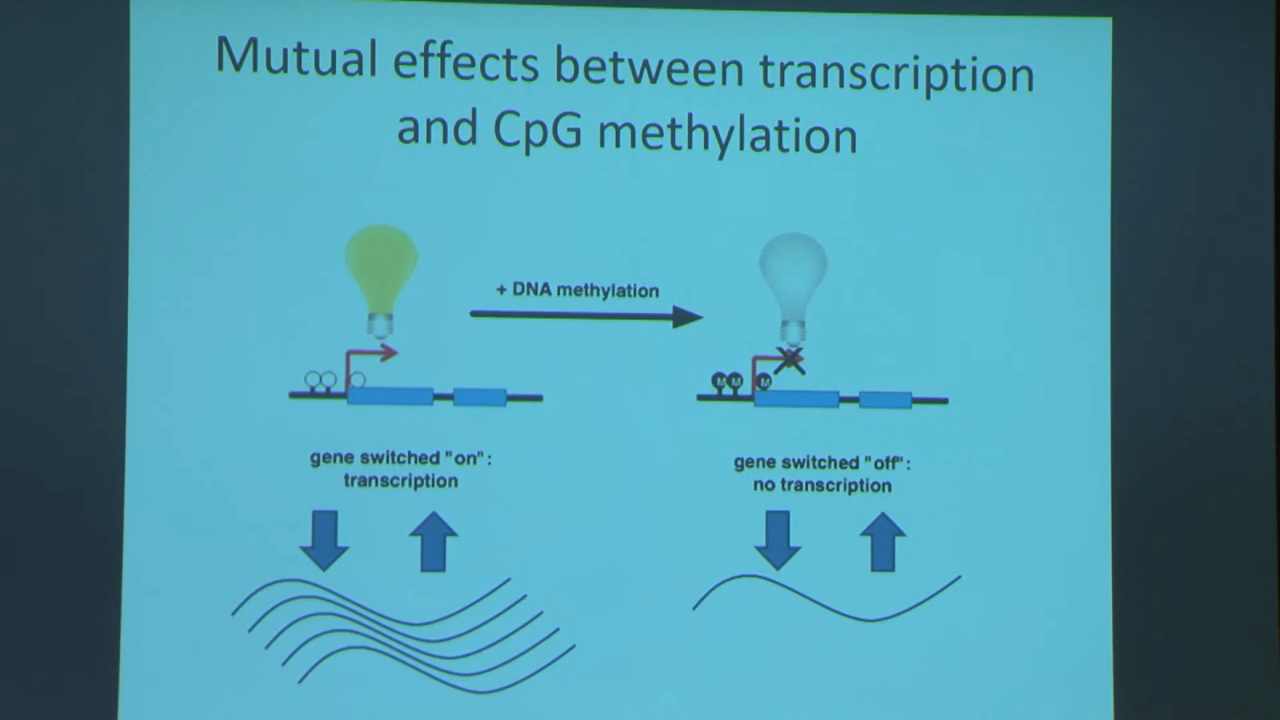 Mutual effects between transcription
and CpG methylation
+ DNA methylation
M M M
gene switched "on":
transcription
gene switched "off":
no transcription